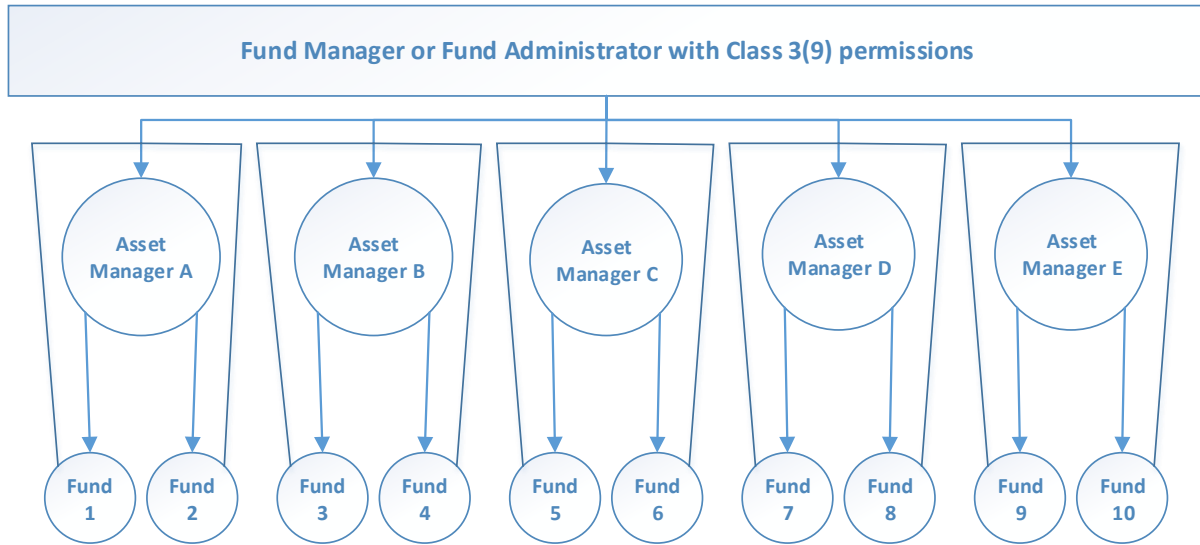 Fund Manager or Fund Administrator with Class 3(9) permissions
Asset
Manager A
Asset
Manager B
Asset
Manager C
Asset
Manager D
Asset
Manager E
Fund
1
Fund
2
Fund
3
Fund
4
Fund
5
Fund
6
Fund
7
Fund
8
Fund
9
Fund
10